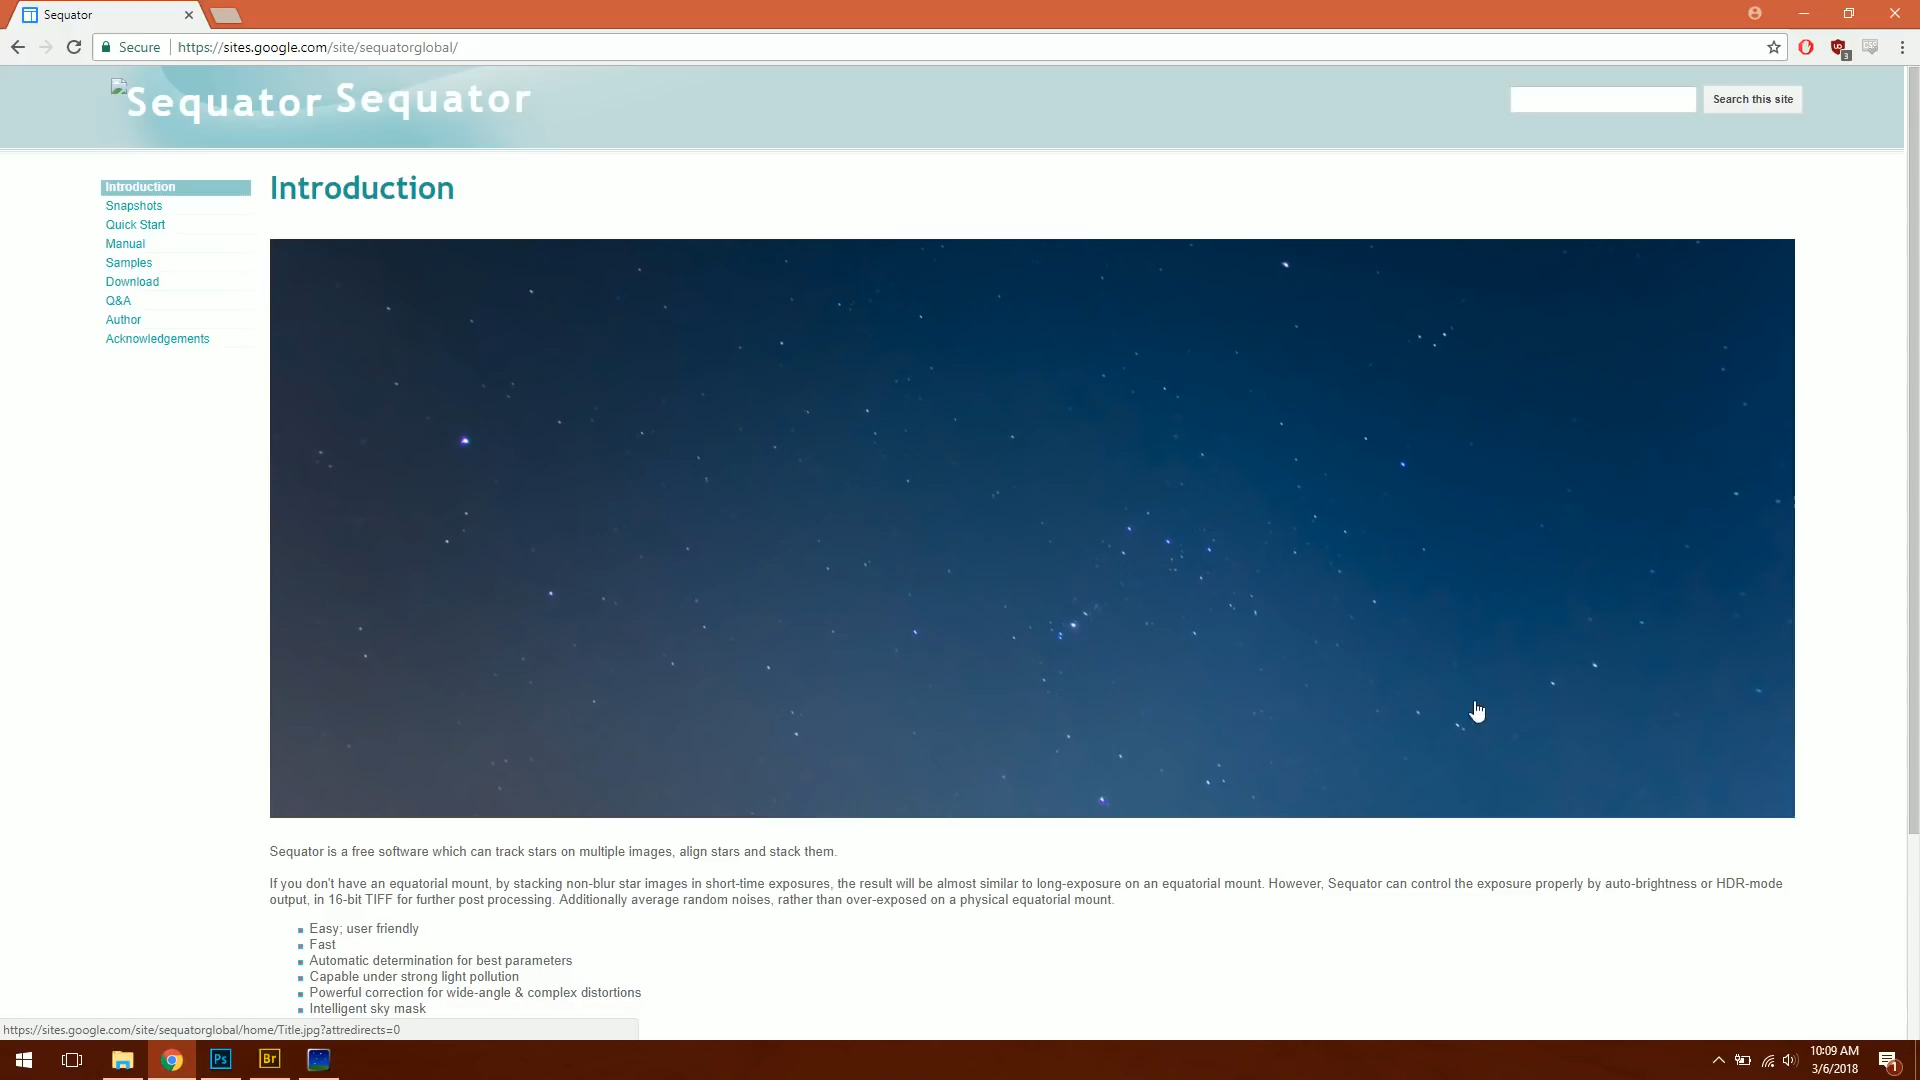 Sequator
Secure https://sites.google.com/site/sequatorglobal/
3
Sequator Sequator
Search this site
Introduction
Snapshots
Quick Start
Manual
Samples
Download
Q&A
Author
Acknowledgements
Introduction
Sequator is a free software which can track stars on multiple images, align stars and stack them.
If you don't have an equatorial mount, by stacking non-blur star images in short-time exposures, the result will be almost similar to long-exposure on an equatorial mount. However, Sequator can control the exposure properly by auto-brightness or HDR-mode
output, in 16-bit TIFF for further post processing. Additionally average random noises, rather than over-exposed on a physical equatorial mount.
Easy; user friendly
Fast
Automatic determination for best parameters
Capable under strong light pollution
Powerful correction for wide-angle & complex distortions
Intelligent sky mask
https://sites.google.com/site/sequatorglobal/home/Title.jpg?attredirects=0
Ps
Br
10:09 AM
3/6/2018
1